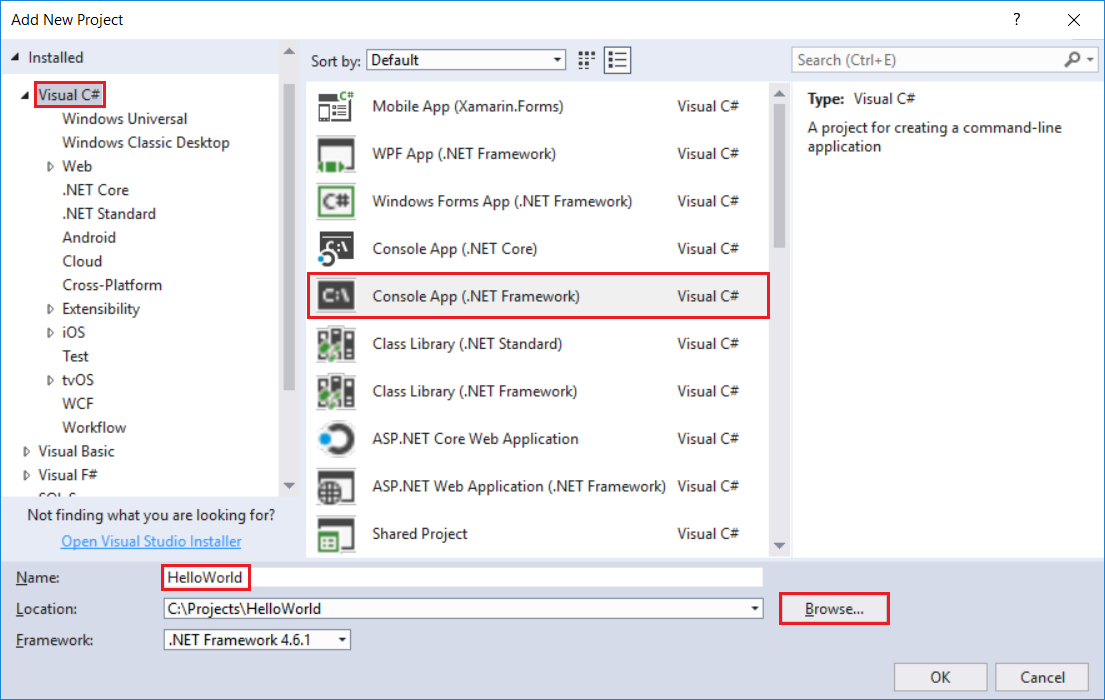 Add New Project
?
Installed
Sort by: Default
Search (Ctrl+E)
Visual C#
Windows Universal
Windows Classic Desktop
Web
.NET Core
.NET Standard
Android
Cloud
Cross-Platform
Extensibility
iOS
Test
tvOS
WCF
Workflow
Visual Basic
Visual F#
Not finding what you are looking for?
Open Visual Studio Installer
C#
Mobile App (Xamarin.Forms) Visual C#
WPF App (.NET Framework) Visual C#
C# Windows Forms App (.NET Framework) Visual C#
Console App (.NET Core) Visual C#
C:\ Console App (.NET Framework) Visual C#
Class Library (.NET Standard) Visual C#
Class Library (.NET Framework) Visual C#
ASP.NET Core Web Application Visual C#
ASP.NET Web Application (.NET Framework) Visual C#
Shared Project Visual C#
Type: Visual C#
A project for creating a command-line
application
Name: HelloWorld
Location: C:\Projects\HelloWorld Browse...
Framework: .NET Framework 4.6.1
OK Cancel